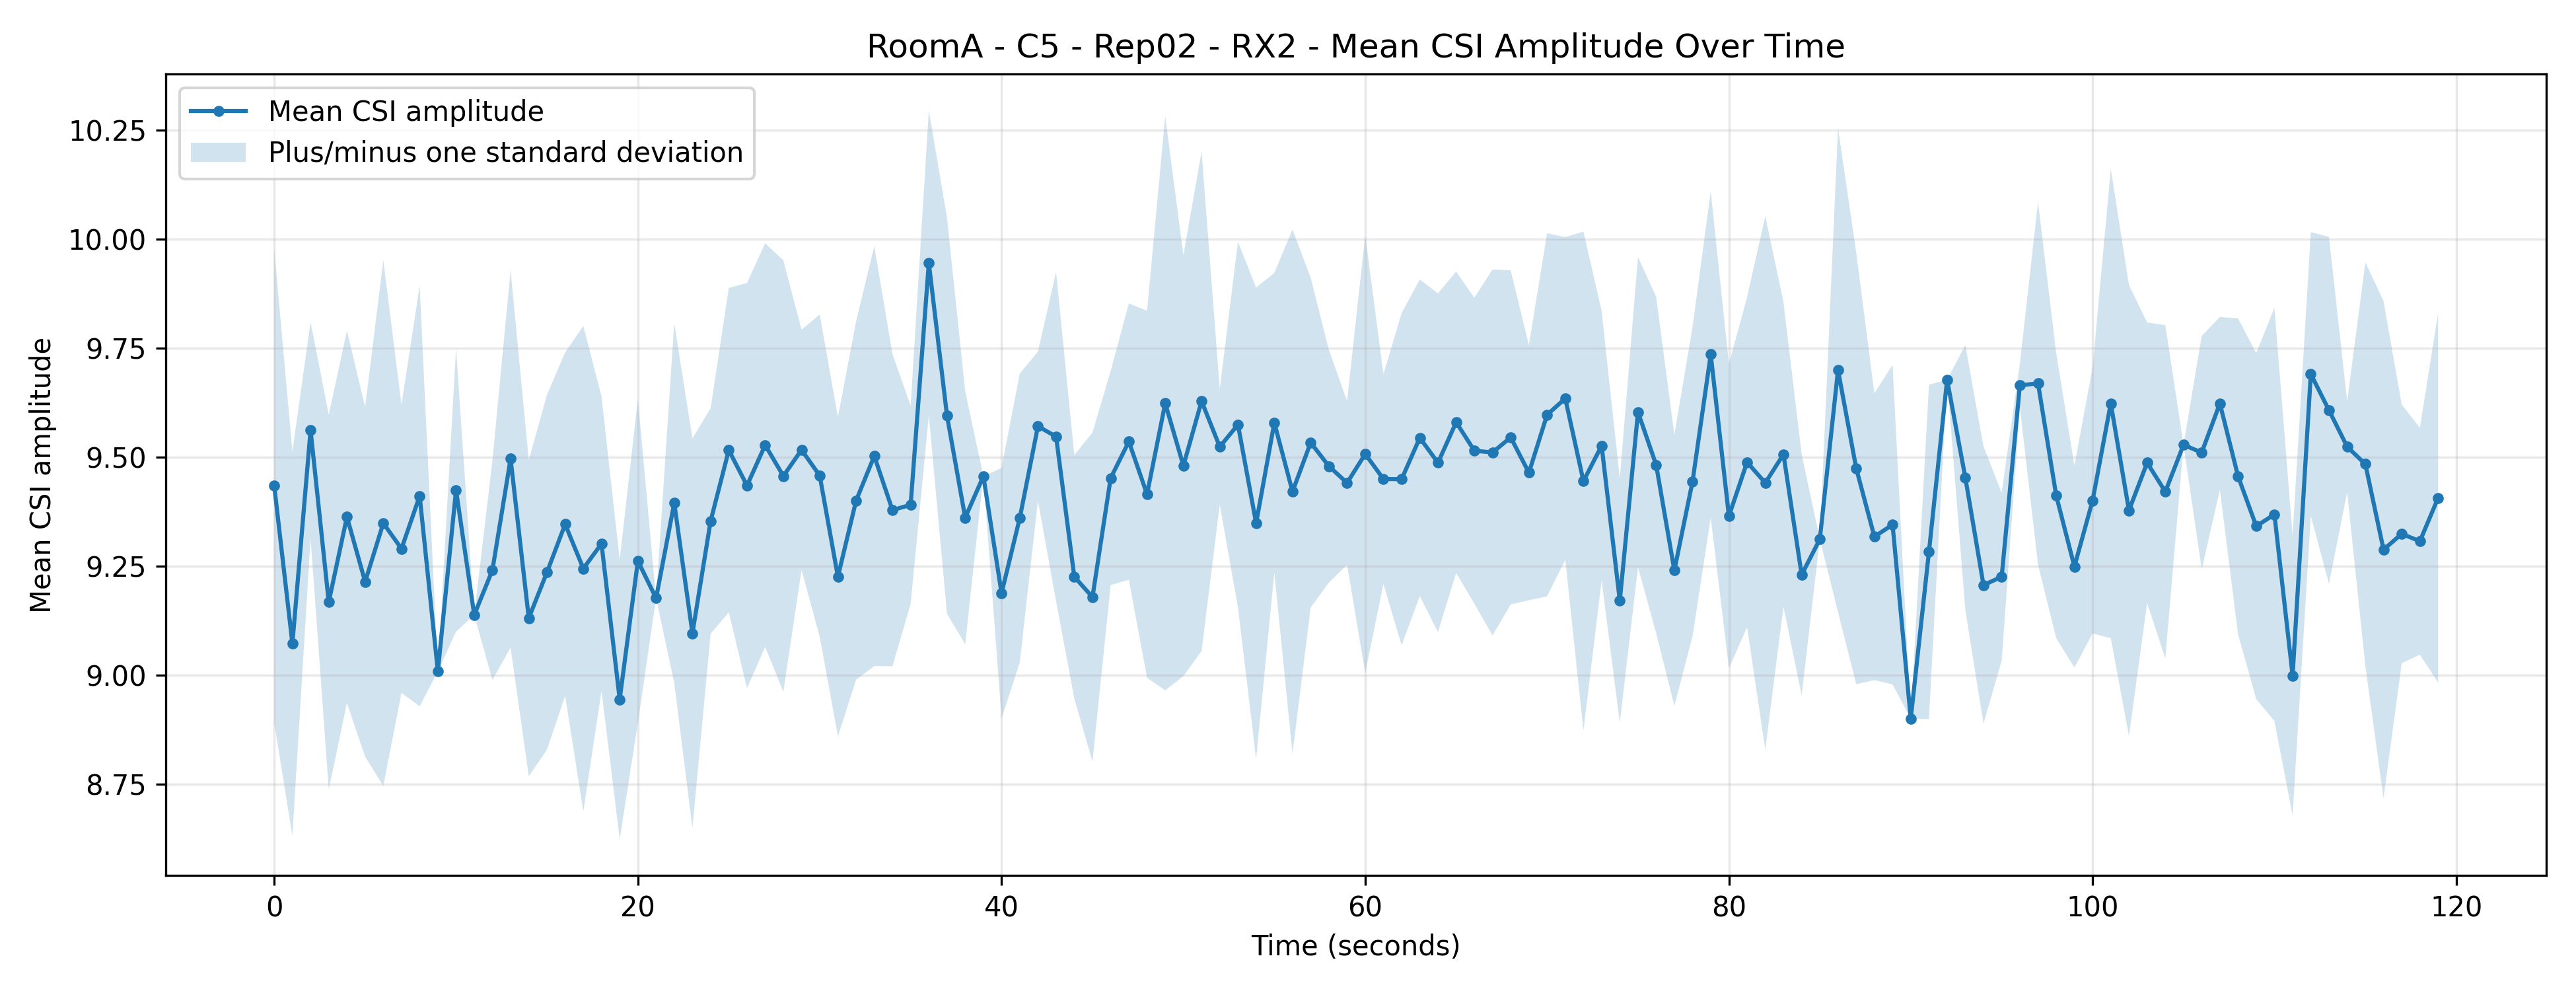 RoomA - C5 - Rep02 - RX2 - Mean CSI Amplitude Over Time
Mean CSI amplitude
Plus/minus one standard deviation
Mean CSI amplitude
10.25
10.00
9.75
9.50
9.25
9.00
8.75
0 20 40 60 80 100 120
Time (seconds)